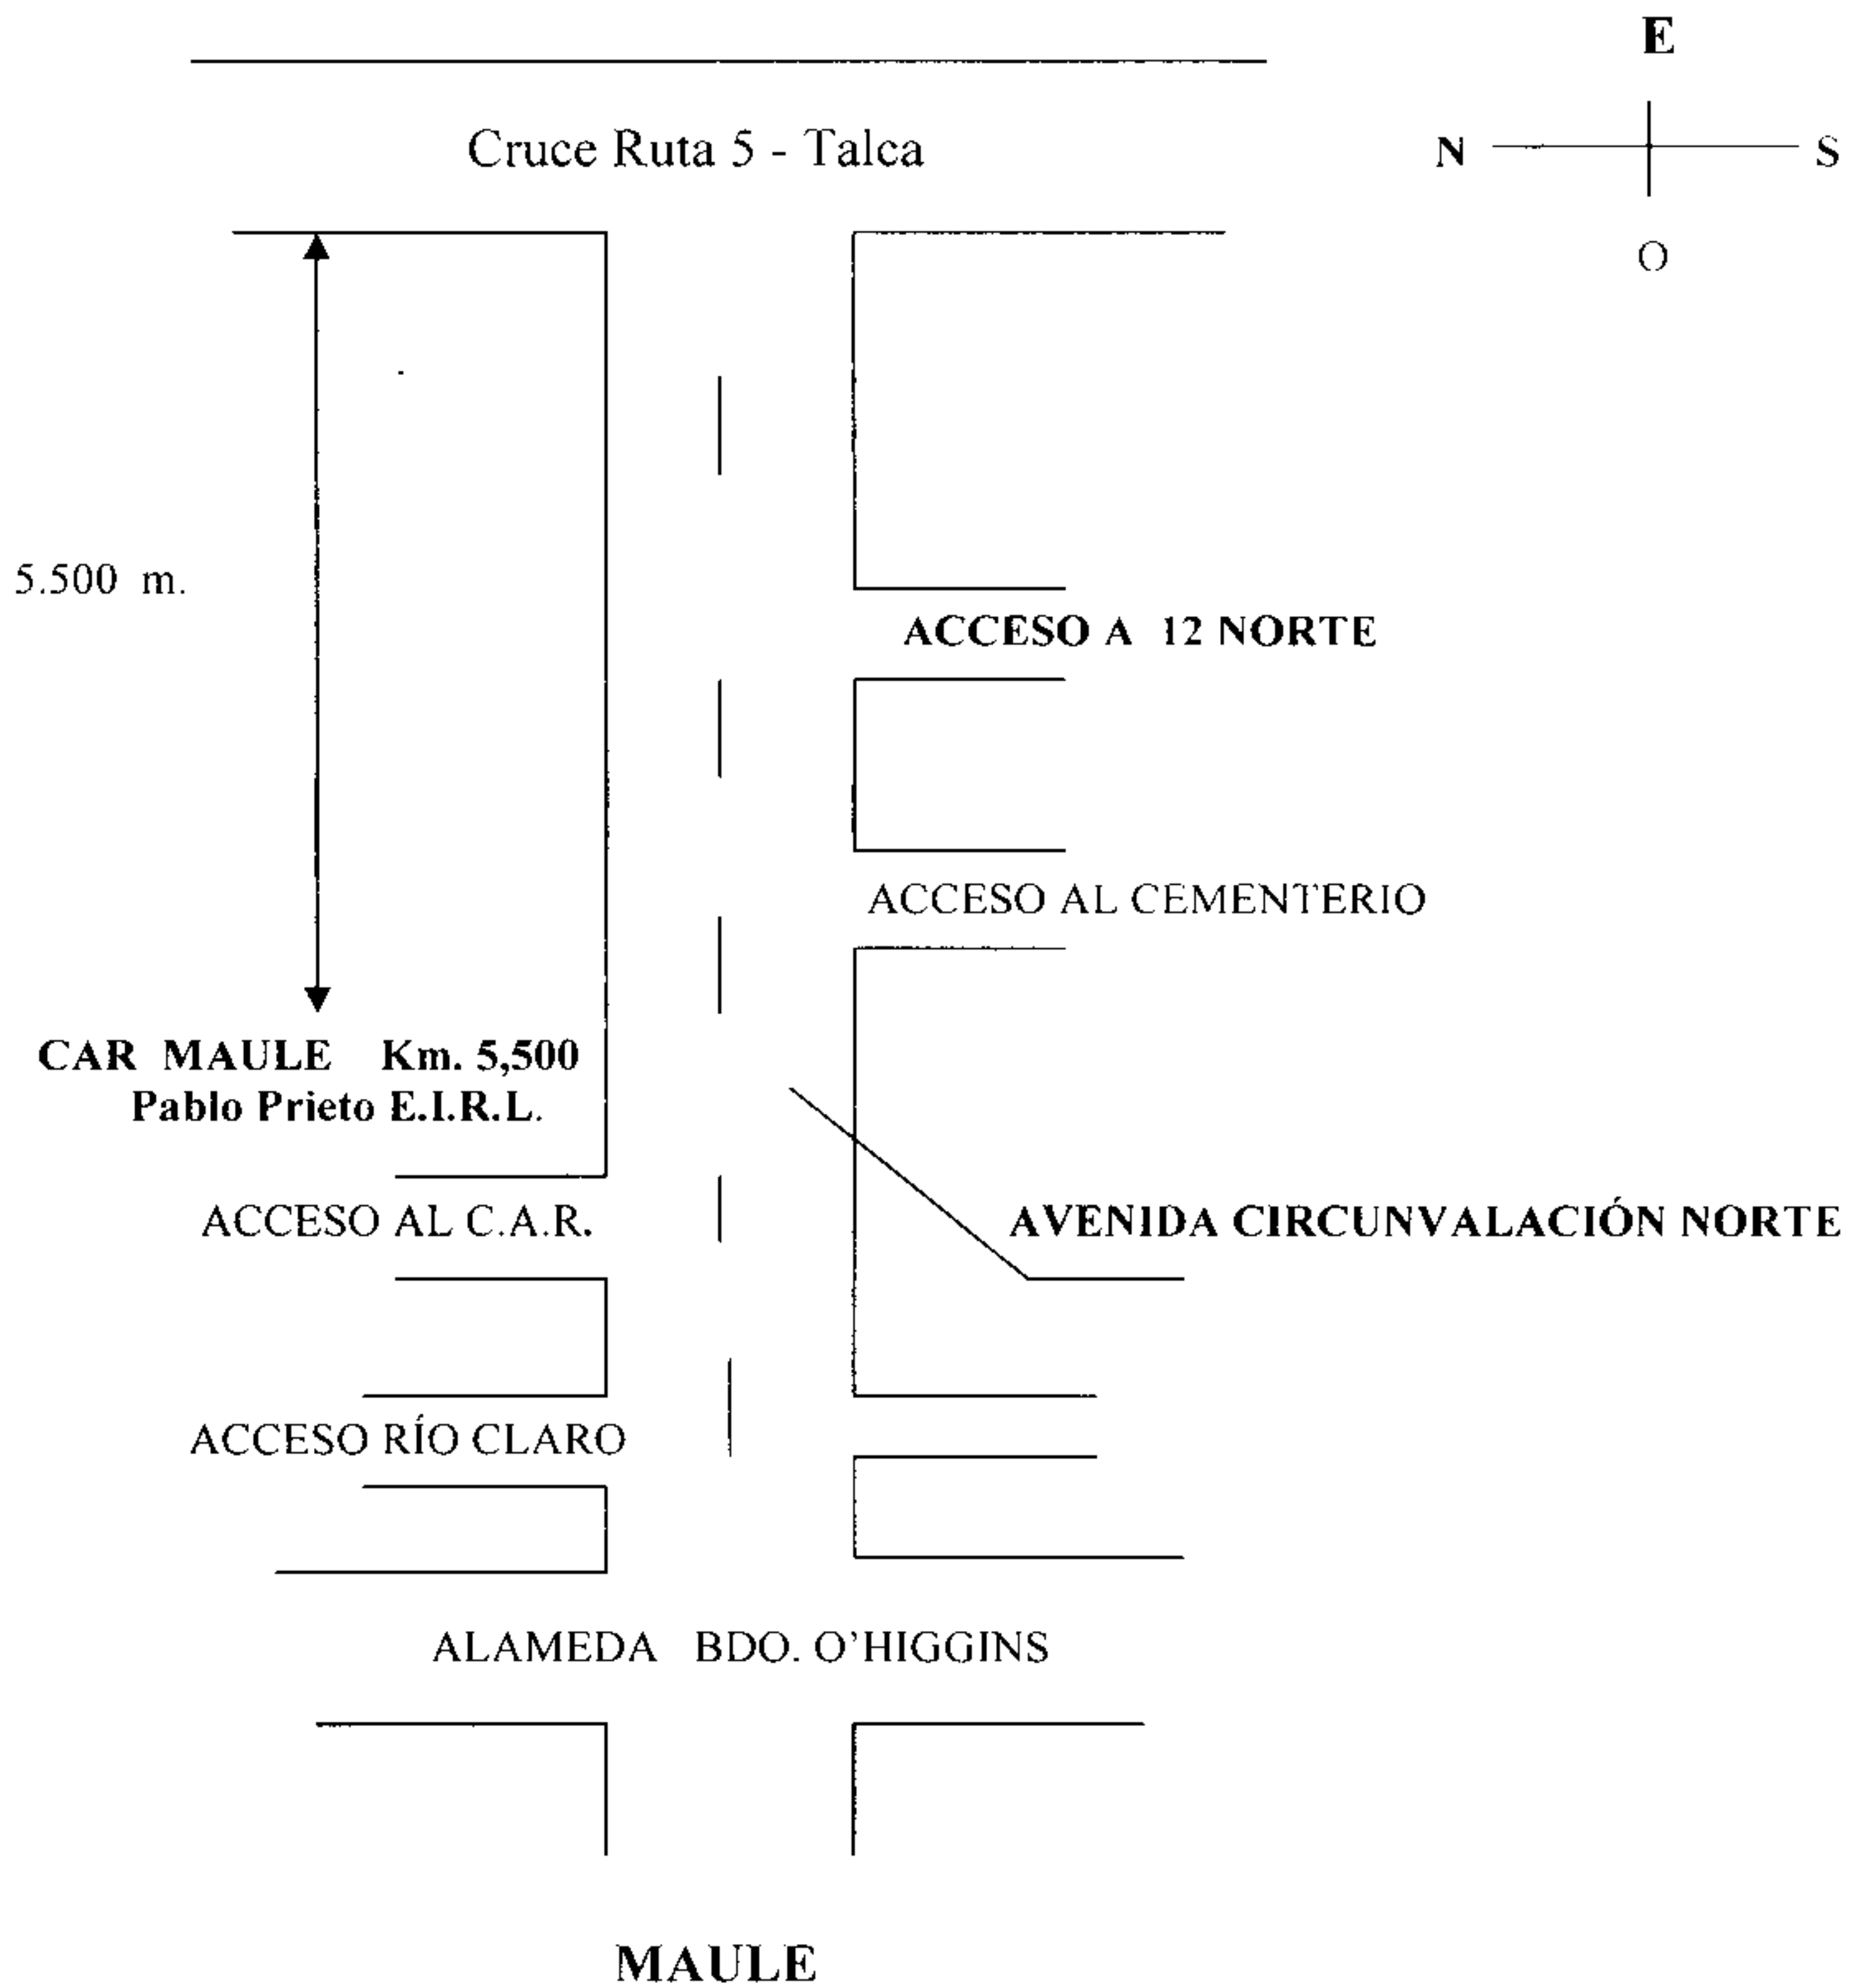 E
Cruce Ruta 5 - Talca
N
S
O
5.500 m.
ACCESO A 12 NORTE
ACCESO AL CEMENTERIO
CAR MAULE Km. 5,500
Pablo Prieto E.I.R.L.
ACCESO AL C.A.R.
AVENIDA CIRCUNVALACIÓN NORTE
ACCESO RÍO CLARO
ALAMEDA BDO. O'HIGGINS
MAULE